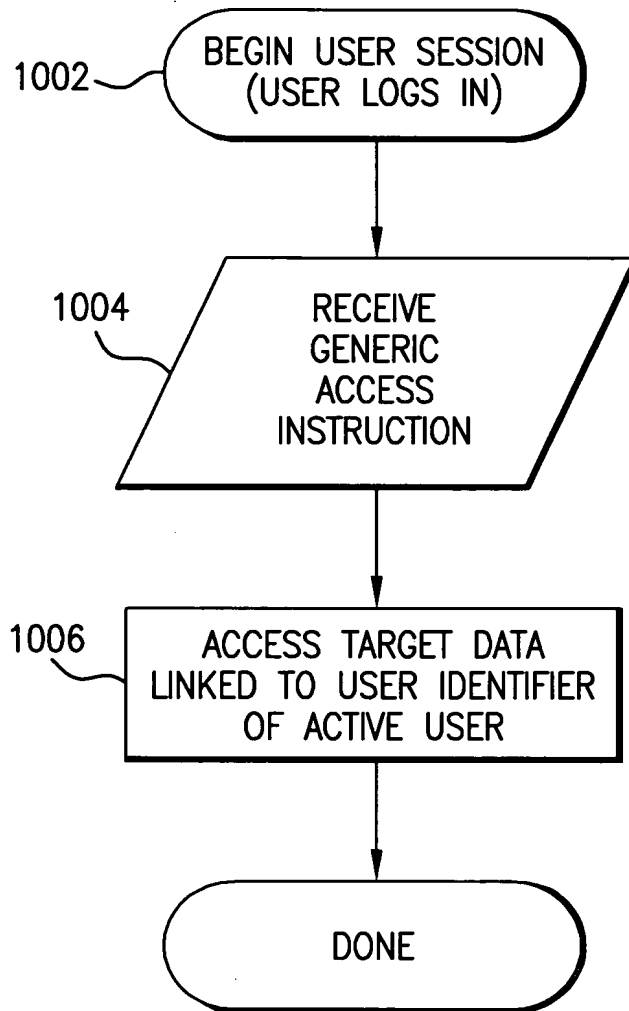 1002
BEGIN USER SESSION
(USER LOGS IN)
1004
RECEIVE
GENERIC
ACCESS
INSTRUCTION
1006
ACCESS TARGET DATA
LINKED TO USER IDENTIFIER
OF ACTIVE USER
DONE